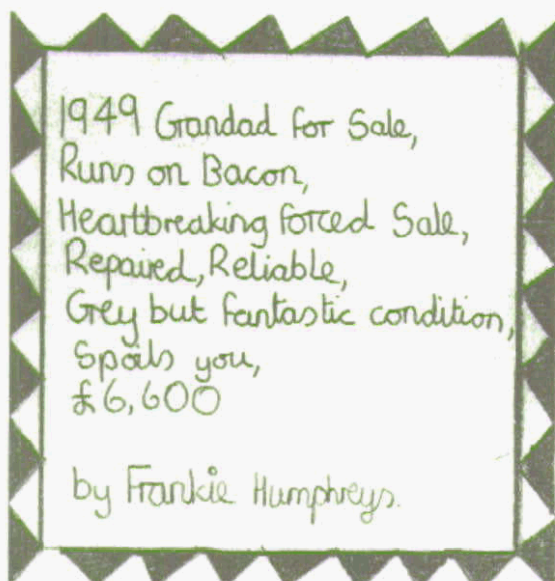 1949 Grandad for Sale,
Runs on Bacon,
Heartbreaking forced Sale,
Repaired, Reliable,
Grey but fantastic condition,
Spoils you,
£6,600
by Frankie Humphreys.